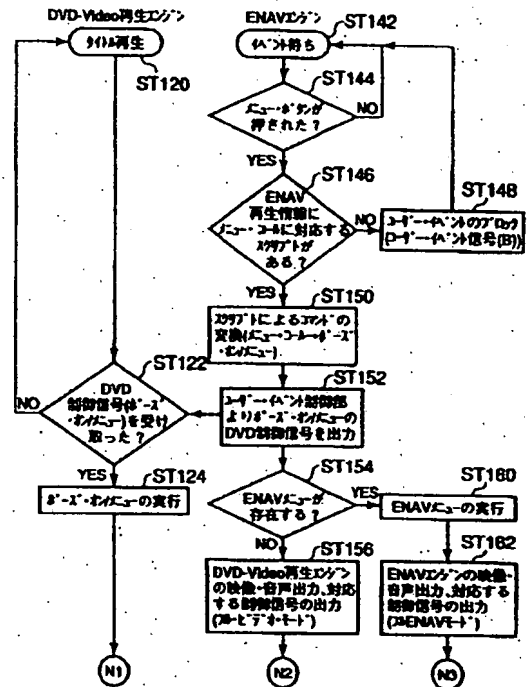 DVD-Video再生エンジン
タイトル再生
ST120
ENAVエンジン
イベント待ち
ST142
ST144
メニュー・ボタンが
押された?
NO
YES
ST146
ENAV
再生情報に
メニュー・コールに対応する
スクリプトが
ある?
NO
ST148
ユーザー・イベントのブロック
(ユーザー・イベント信号(B))
YES
ST150
スクリプトによるコマンドの
変換(メニュー・コール→ポーズ
・オン/メニュー)
ST122
NO
DVD
制御信号(ポーズ・
オン/メニュー)を受け
取った?
ST152
ユーザー・イベント制御部
よりポーズ・オン/メニューの
DVD制御信号を出力
YES
ST124
ポーズ・オン/メニューの実行
ST154
ENAVメニューが
存在する?
YES
ST160
ENAVメニューの実行
NO
ST156
DVD-Video再生エンジン
の映像・音声出力、対応
する制御信号の出力
(フル・ビデオ・モード)
ST162
ENAVエンジンの映像・
音声出力、対応する
制御信号の出力
(フルENAVモード)
N1
N2
N3